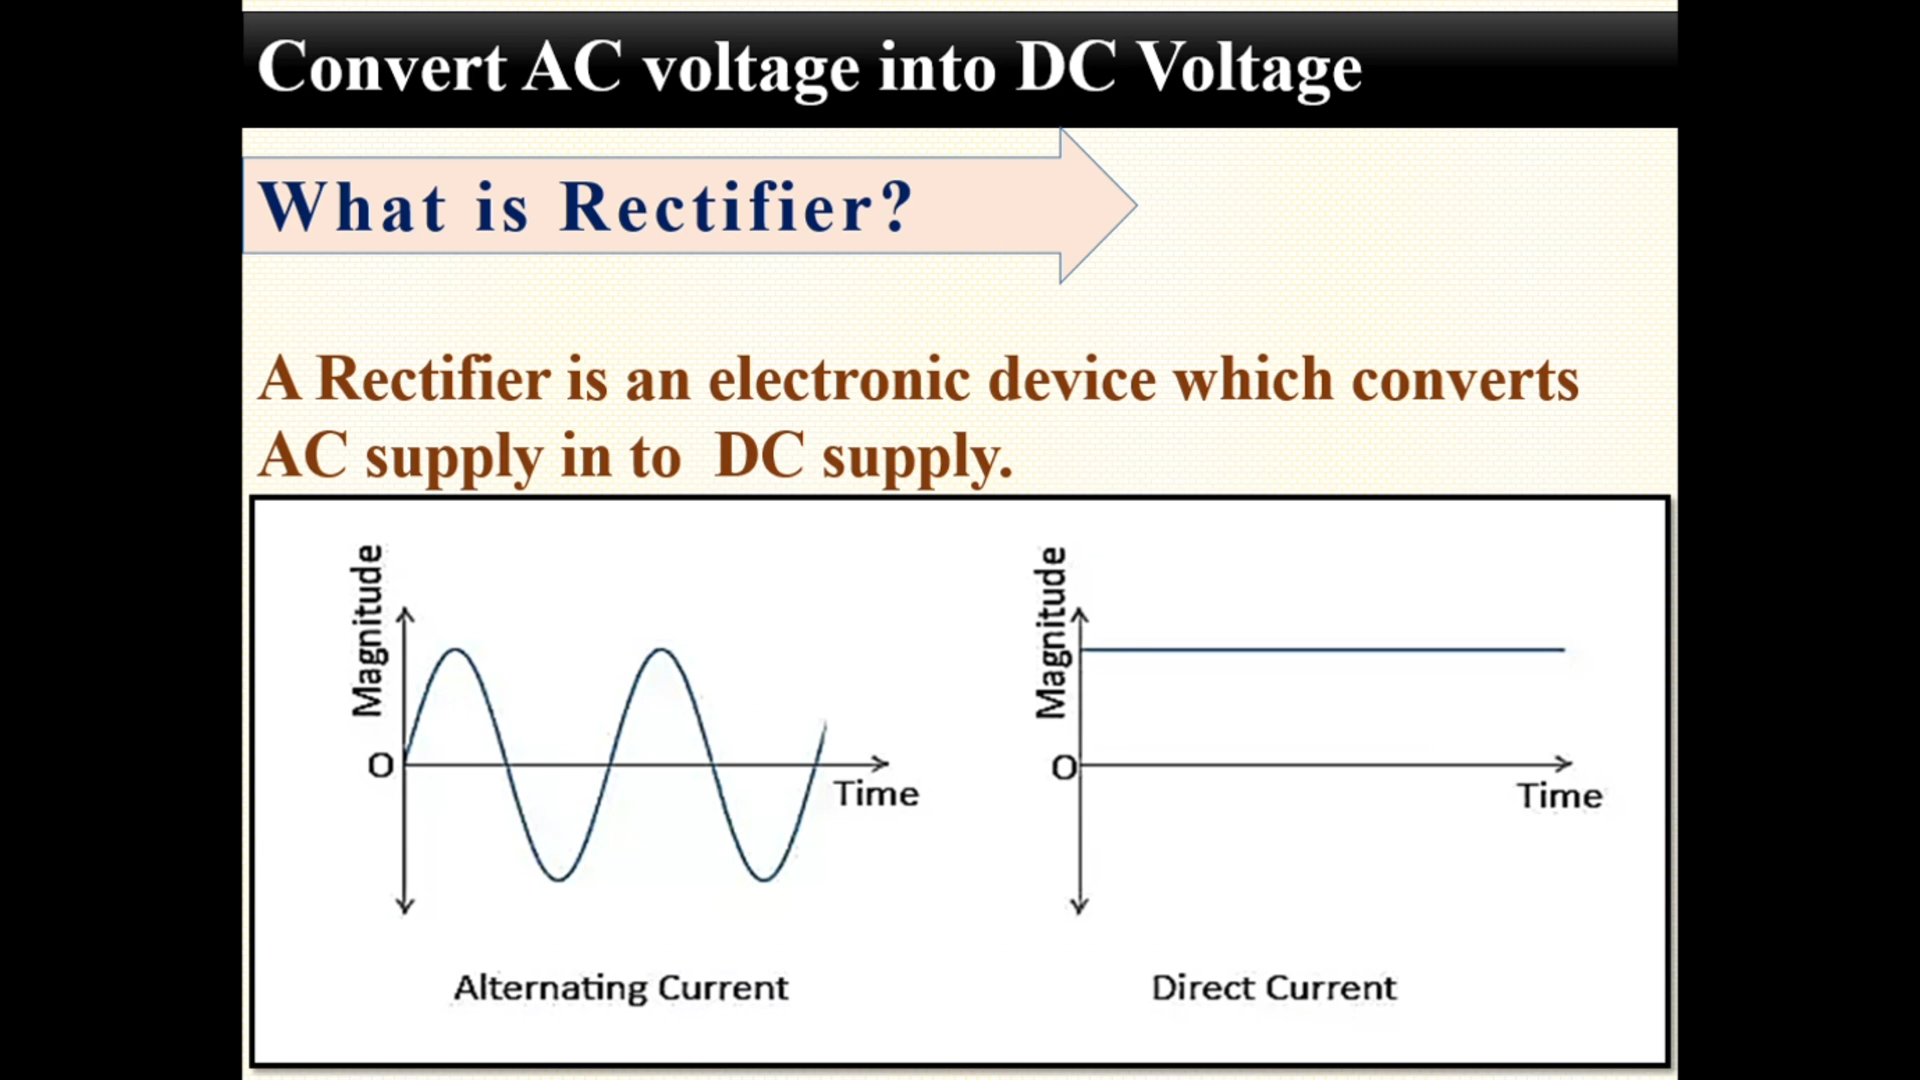 Convert AC voltage into DC Voltage
What is Rectifier?
A Rectifier is an electronic device which converts
AC supply in to DC supply.
Magnitude
O
Time
Alternating Current
Magnitude
O
Time
Direct Current